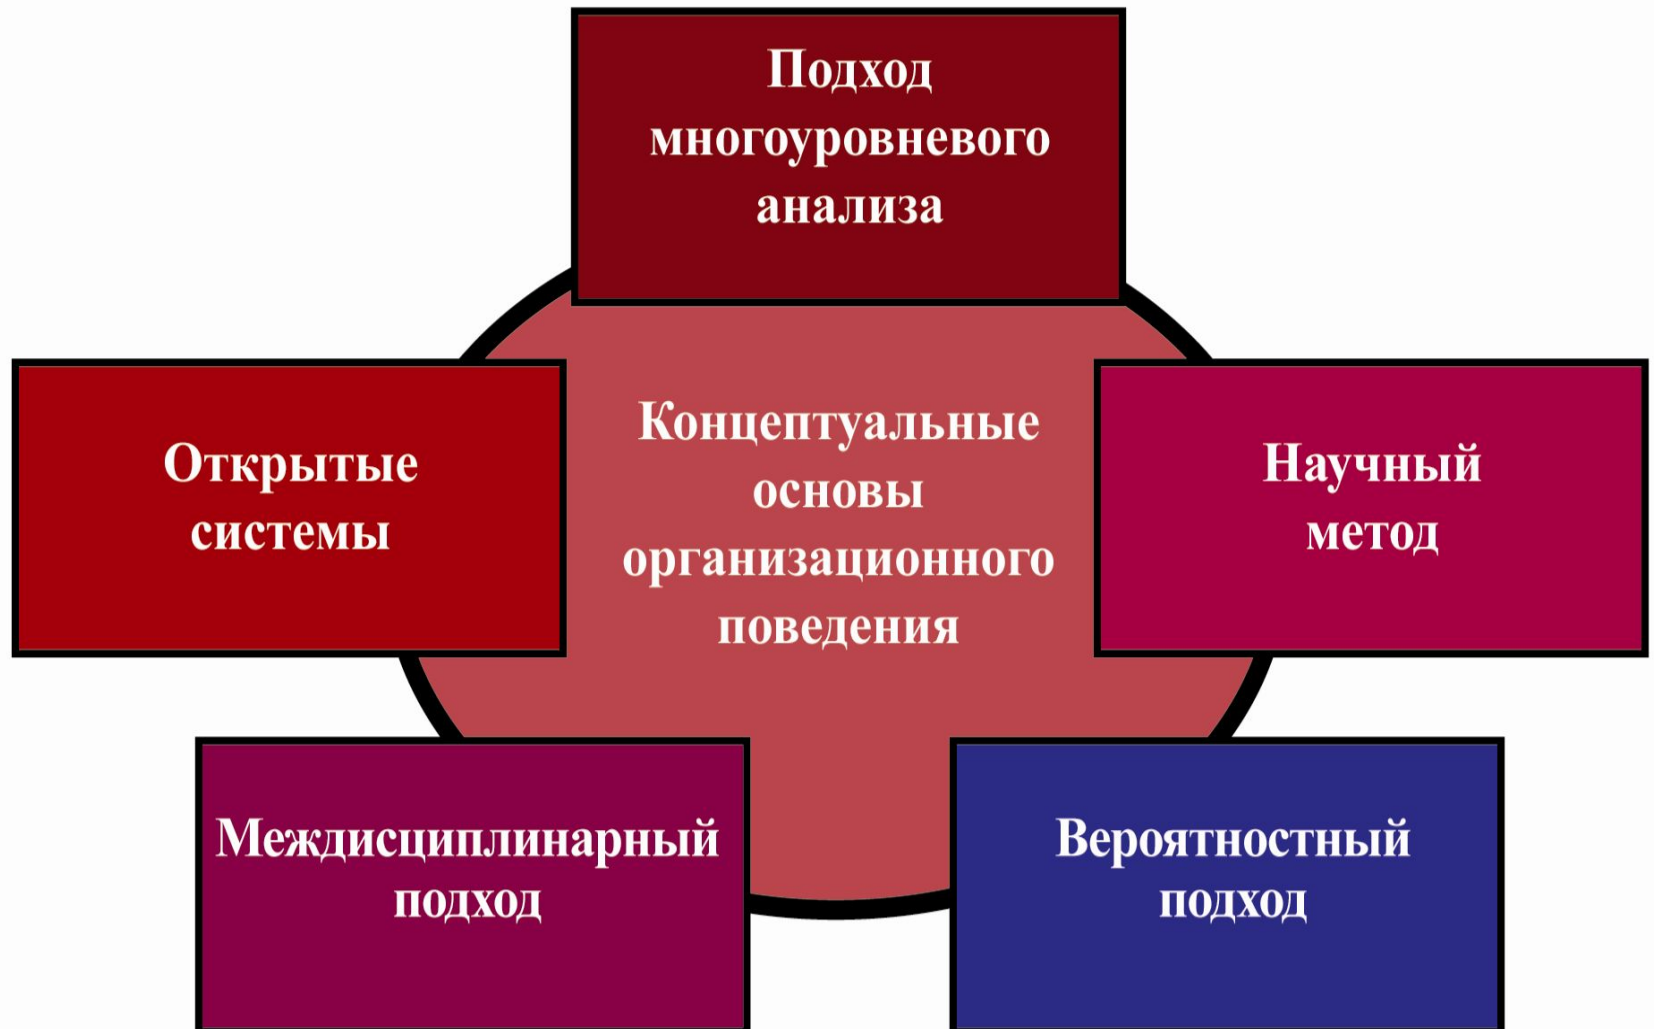 Подход
многоуровневого
анализа
Открытые
системы
Концептуальные
основы
организационного
поведения
Научный
метод
Междисциплинарный
подход
Вероятностный
подход